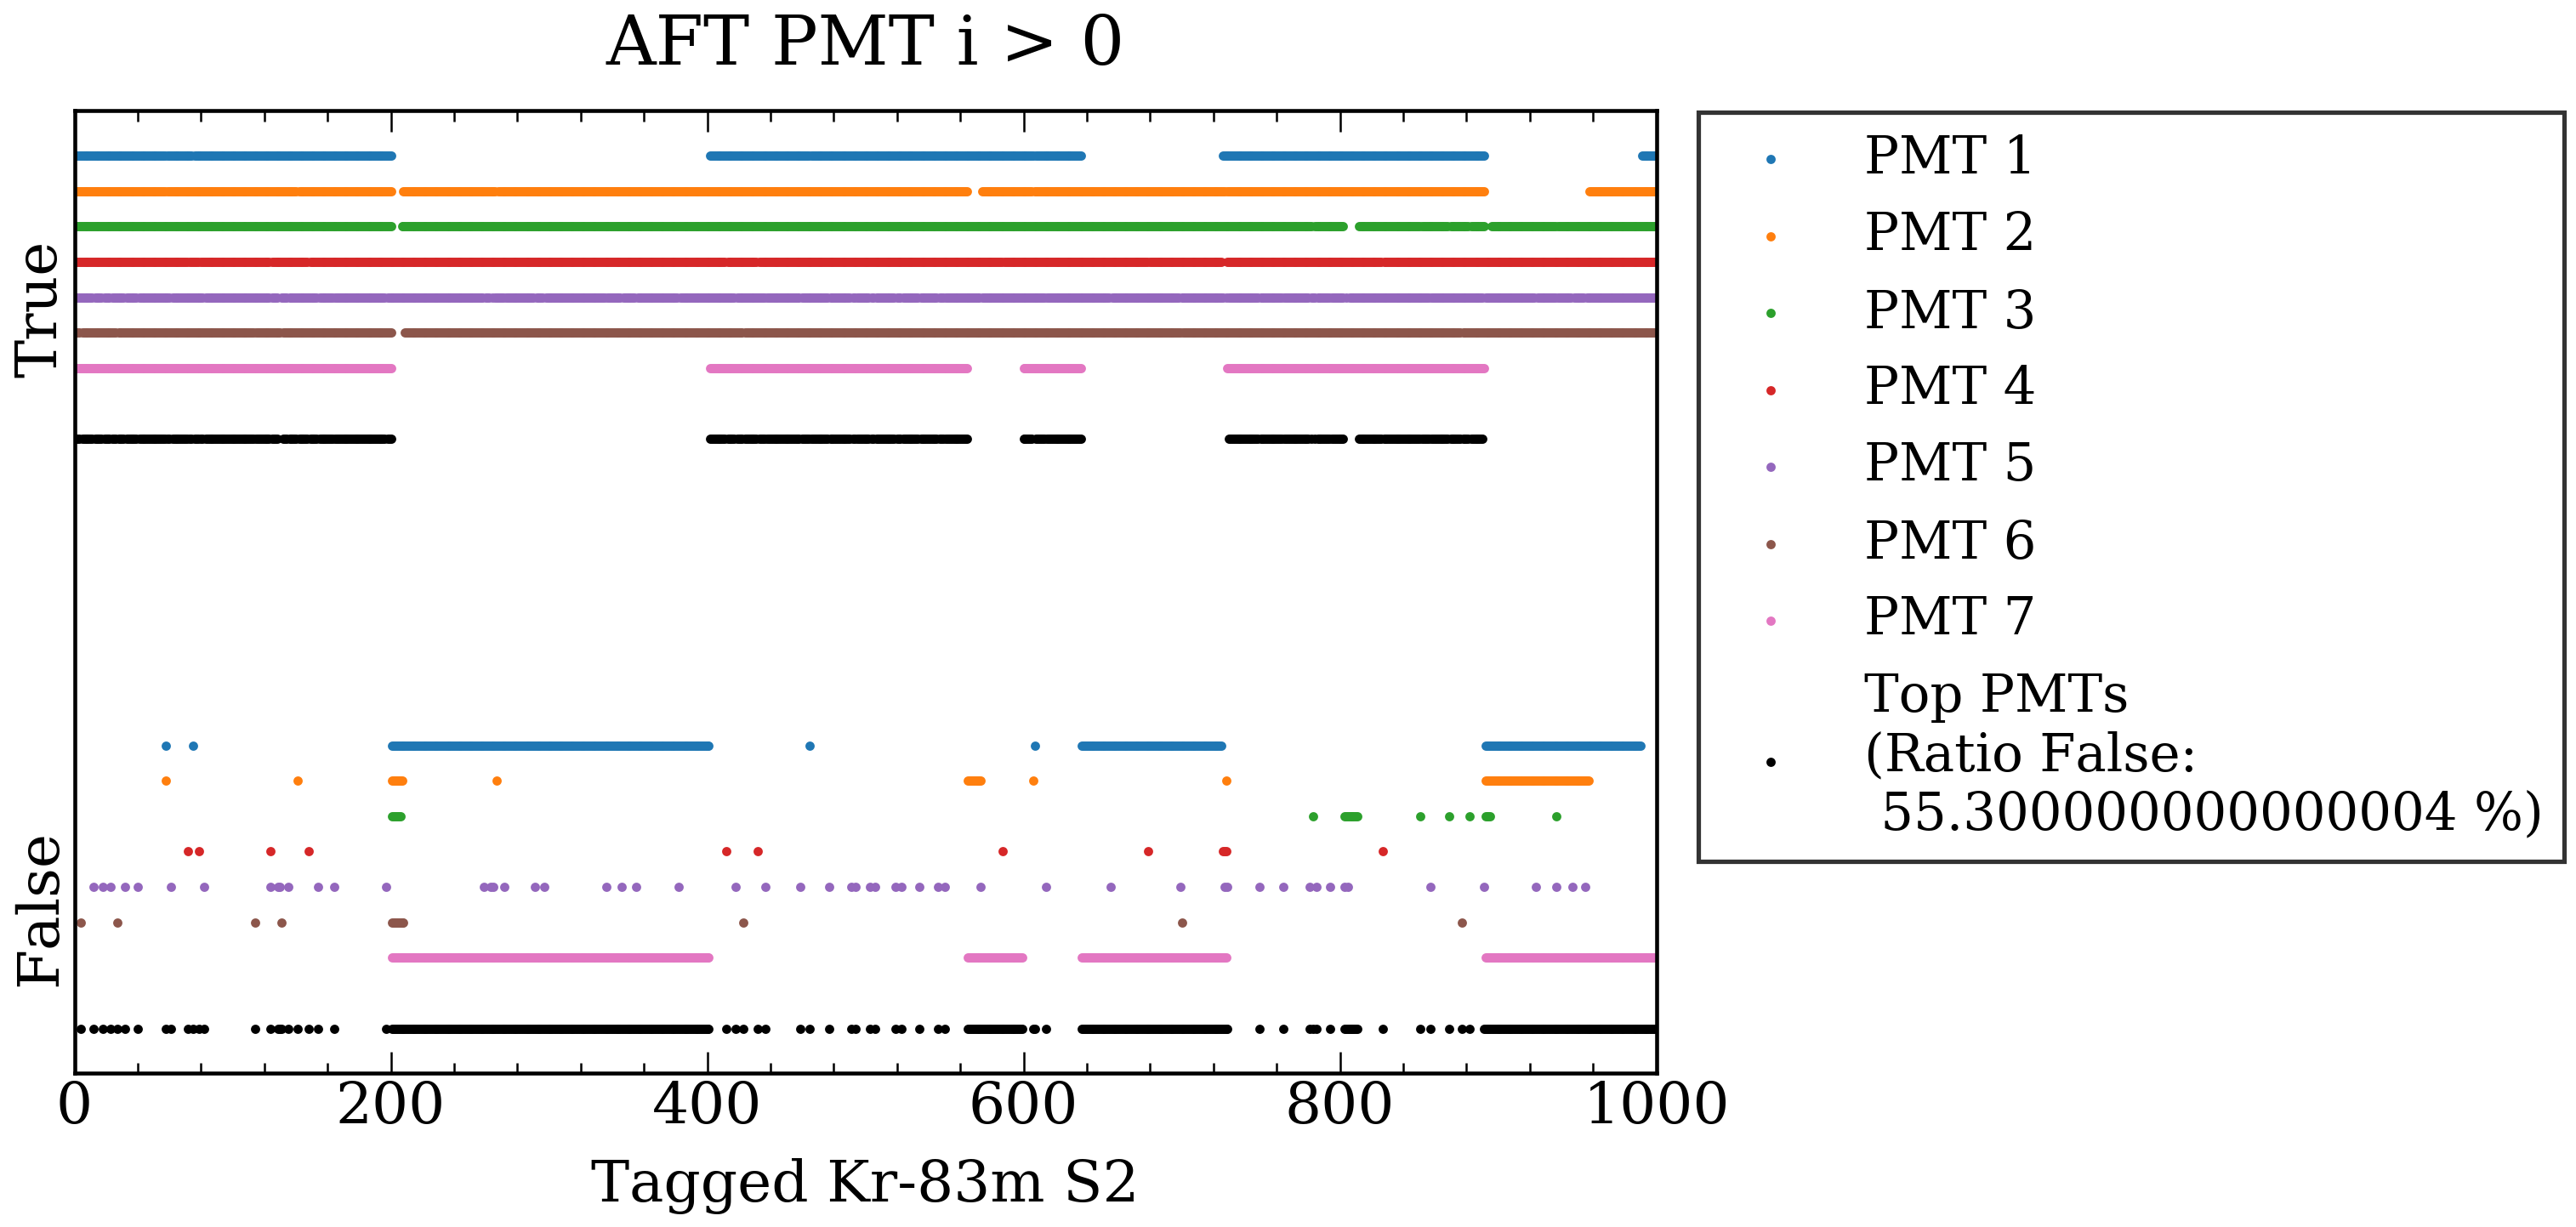 AFT PMT i > 0
True
False
0 200 400 600 800 1000
Tagged Kr-83m S2
PMT 1
PMT 2
PMT 3
PMT 4
PMT 5
PMT 6
PMT 7
Top PMTs
(Ratio False:
55.300000000000004 %)